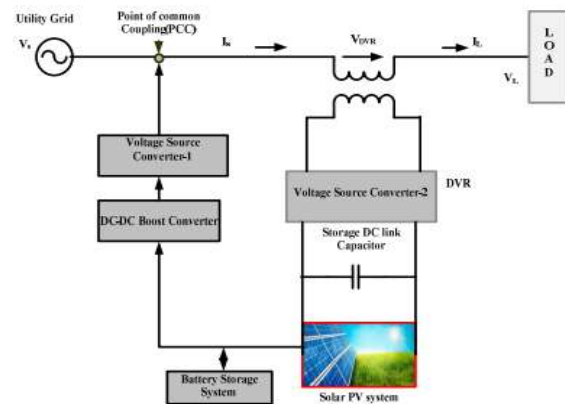 Utility Grid
Point of common
Coupling(PCC)
Vs
Is
VDVR
IL
VL
L
O
A
D
Voltage Source
Converter-1
Voltage Source Converter-2
DVR
DC-DC Boost Converter
Storage DC link
Capacitor
Battery Storage
System
Solar PV system